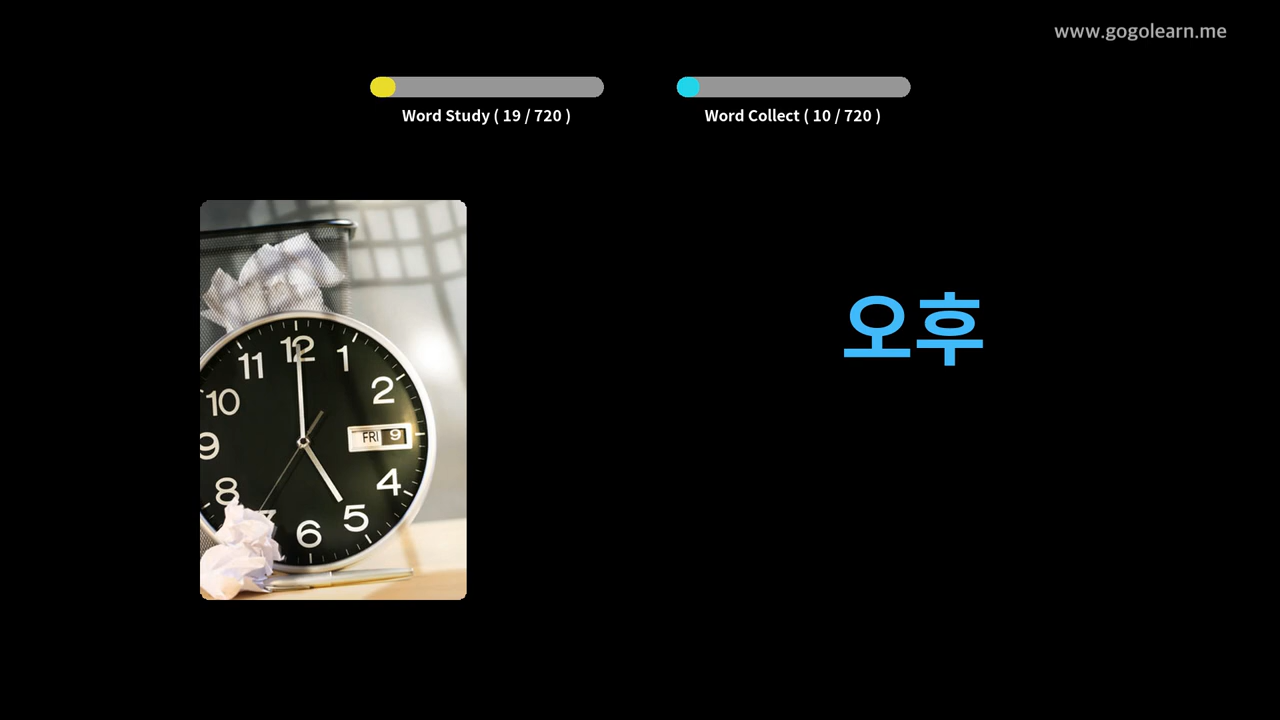 www.gogolearn.me
Word Study ( 19 / 720 )
Word Collect ( 10 / 720 )
오후
12
11
1
10
2
9
FRI 9
8
4
7
5
6